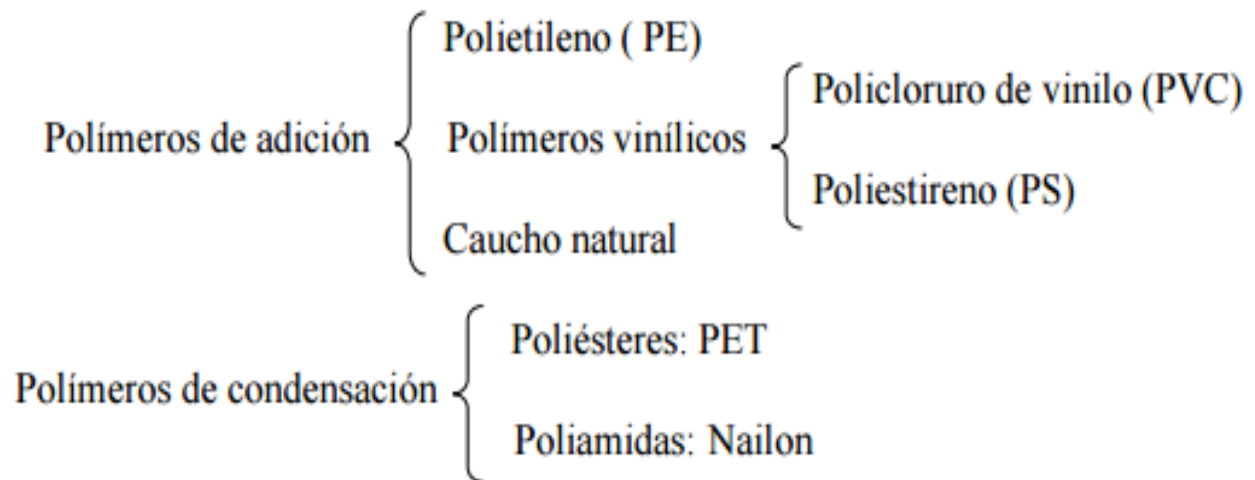 Polímeros de adición
Polietileno ( PE)
Polímeros vinílicos
Policloruro de vinilo (PVC)
Poliestireno (PS)
Caucho natural
Polímeros de condensación
Poliésteres: PET
Poliamidas: Nailon